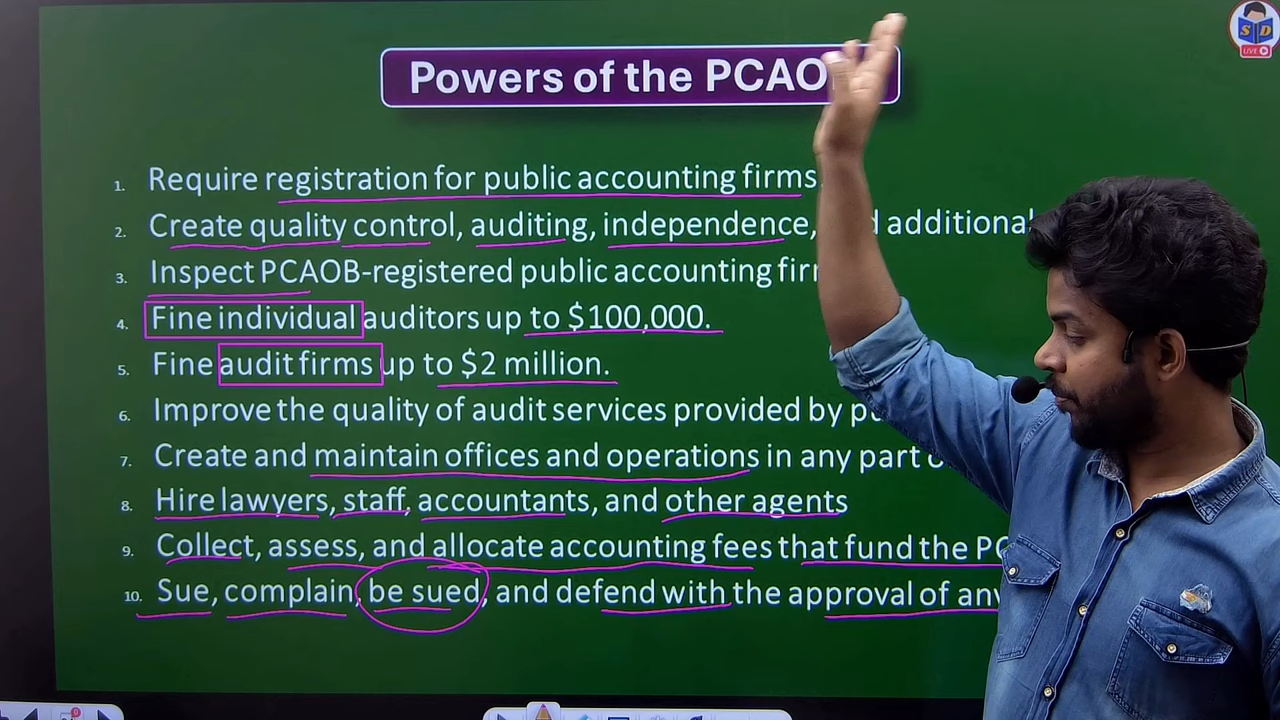 Powers of the PCAO
1. Require registration for public accounting firms
2. Create quality control, auditing, independence, additional
3. Inspect PCAOB-registered public accounting
4. Fine individual auditors up to $100,000.
5. Fine audit firms up to $2 million.
6. Improve the quality of audit services provided by
7. Create and maintain offices and operations in any part
8. Hire lawyers, staff, accountants, and other agents
9. Collect, assess, and allocate accounting fees that fund the
10. Sue, complain, be sued, and defend with the approval of any
S D
LIVE